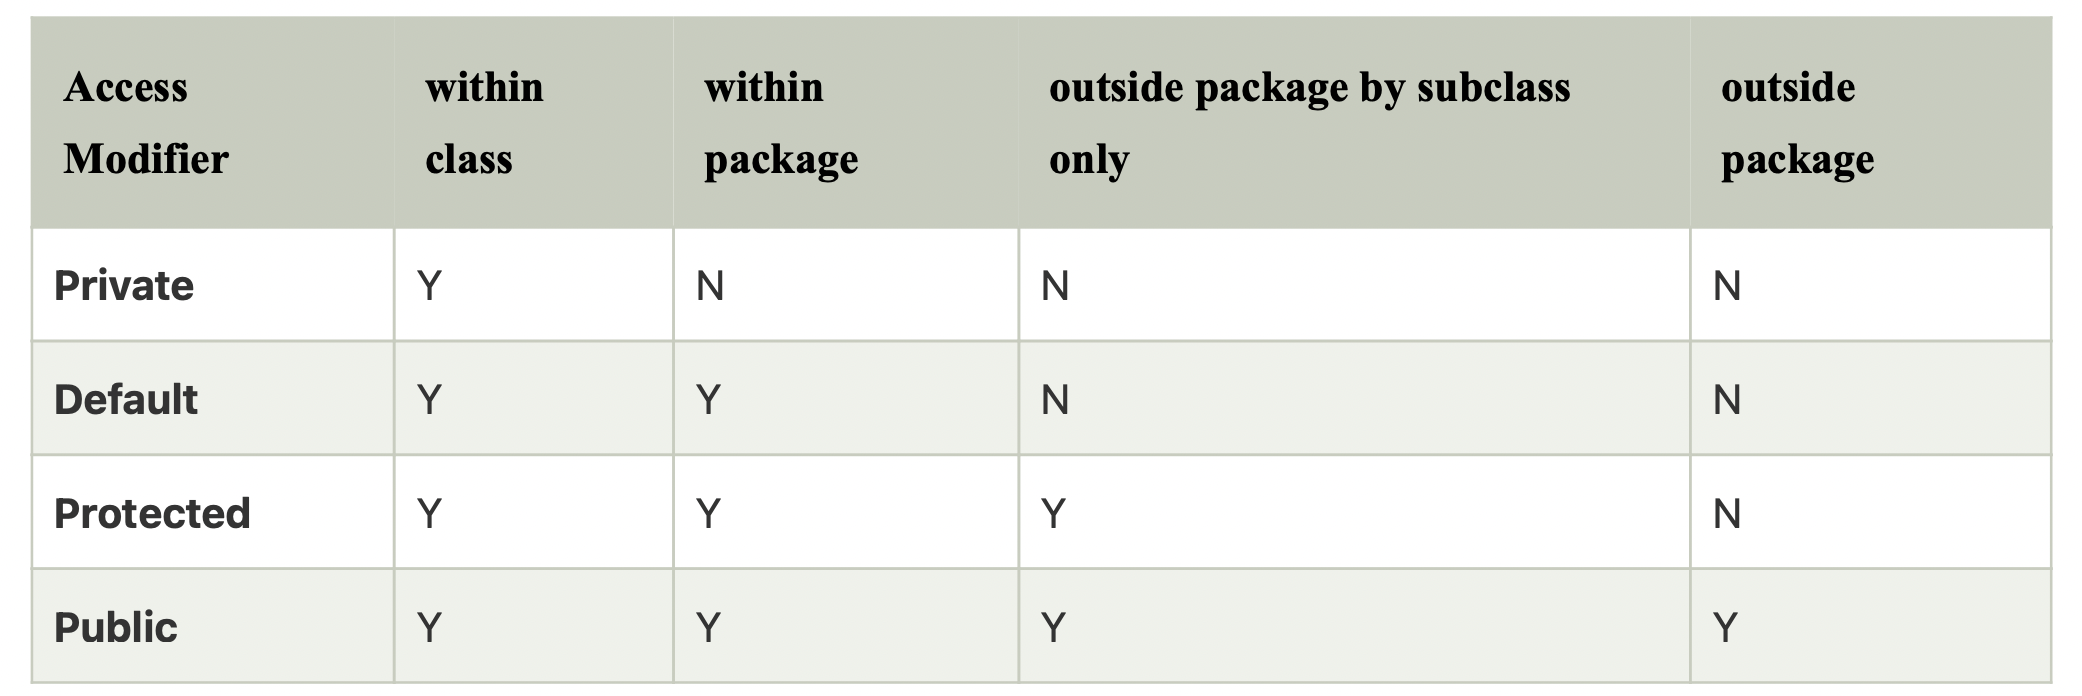 Access Modifier within class within package outside package by subclass only outside package
Private Y N N N
Default Y Y N N
Protected Y Y Y N
Public Y Y Y Y